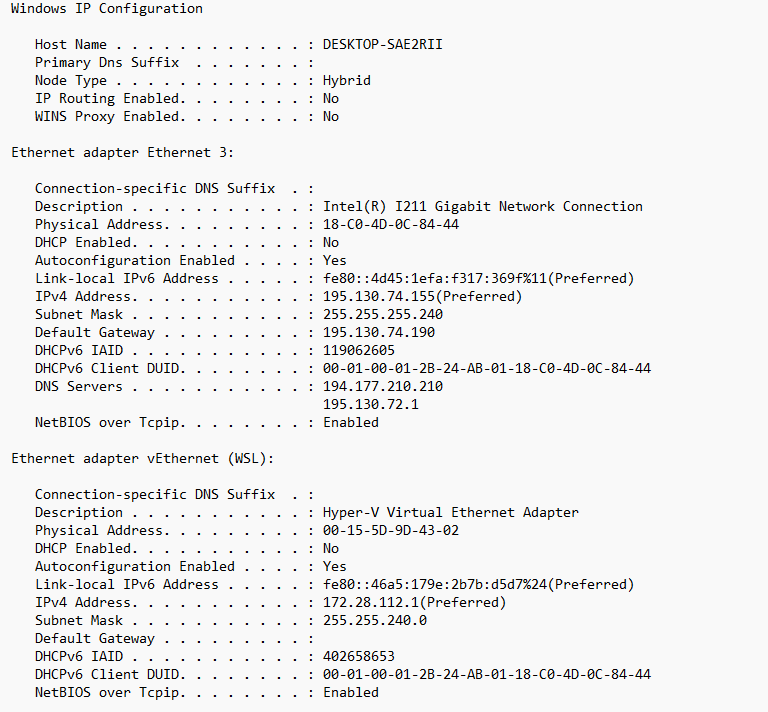 Windows IP Configuration
Host Name . . . . . . . . . . . . : DESKTOP-SAE2RII
Primary Dns Suffix  . . . . . . . :
Node Type . . . . . . . . . . . . : Hybrid
IP Routing Enabled. . . . . . . . : No
WINS Proxy Enabled. . . . . . . . : No
Ethernet adapter Ethernet 3:
Connection-specific DNS Suffix  . :
Description . . . . . . . . . . . : Intel(R) I211 Gigabit Network Connection
Physical Address. . . . . . . . . : 18-C0-4D-0C-84-44
DHCP Enabled. . . . . . . . . . . : No
Autoconfiguration Enabled . . . . : Yes
Link-local IPv6 Address . . . . . : fe80::4d45:1efa:f317:369f%11(Preferred)
IPv4 Address. . . . . . . . . . . : 195.130.74.155(Preferred)
Subnet Mask . . . . . . . . . . . : 255.255.255.240
Default Gateway . . . . . . . . . : 195.130.74.190
DHCPv6 IAID . . . . . . . . . . . : 119062605
DHCPv6 Client DUID. . . . . . . . : 00-01-00-01-2B-24-AB-01-18-C0-4D-0C-84-44
DNS Servers . . . . . . . . . . . : 194.177.210.210
195.130.72.1
NetBIOS over Tcpip. . . . . . . . : Enabled
Ethernet adapter vEthernet (WSL):
Connection-specific DNS Suffix  . :
Description . . . . . . . . . . . : Hyper-V Virtual Ethernet Adapter
Physical Address. . . . . . . . . : 00-15-5D-9D-43-02
DHCP Enabled. . . . . . . . . . . : No
Autoconfiguration Enabled . . . . : Yes
Link-local IPv6 Address . . . . . : fe80::46a5:179e:2b7b:d5d7%24(Preferred)
IPv4 Address. . . . . . . . . . . : 172.28.112.1(Preferred)
Subnet Mask . . . . . . . . . . . : 255.255.240.0
Default Gateway . . . . . . . . . :
DHCPv6 IAID . . . . . . . . . . . : 402658653
DHCPv6 Client DUID. . . . . . . . : 00-01-00-01-2B-24-AB-01-18-C0-4D-0C-84-44
NetBIOS over Tcpip. . . . . . . . : Enabled